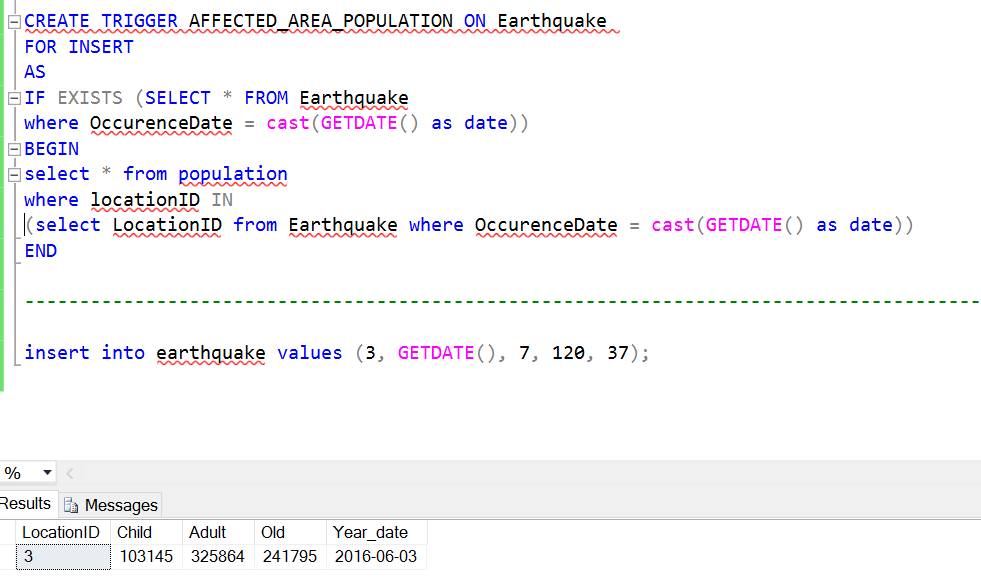 CREATE TRIGGER AFFECTED_AREA_POPULATION ON Earthquake
FOR INSERT
AS
IF EXISTS (SELECT * FROM Earthquake
where OccurenceDate = cast(GETDATE() as date))
BEGIN
select * from population
where locationID IN
(select LocationID from Earthquake where OccurenceDate = cast(GETDATE() as date))
END
---------------------------------------------------------------------------------------
insert into earthquake values (3, GETDATE(), 7, 120, 37);
%
Results Messages
LocationID Child Adult Old Year_date
3 103145 325864 241795 2016-06-03